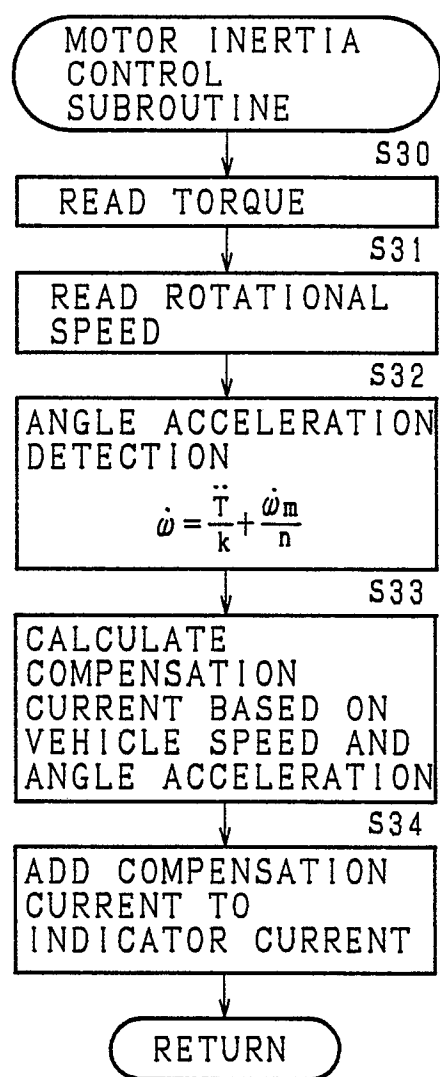 MOTOR INERTIA
CONTROL
SUBROUTINE
S30
READ TORQUE
S31
READ ROTATIONAL
SPEED
S32
ANGLE ACCELERATION
DETECTION
ω̇ = T̈/k + ω̇m/n
S33
CALCULATE
COMPENSATION
CURRENT BASED ON
VEHICLE SPEED AND
ANGLE ACCELERATION
S34
ADD COMPENSATION
CURRENT TO
INDICATOR CURRENT
RETURN